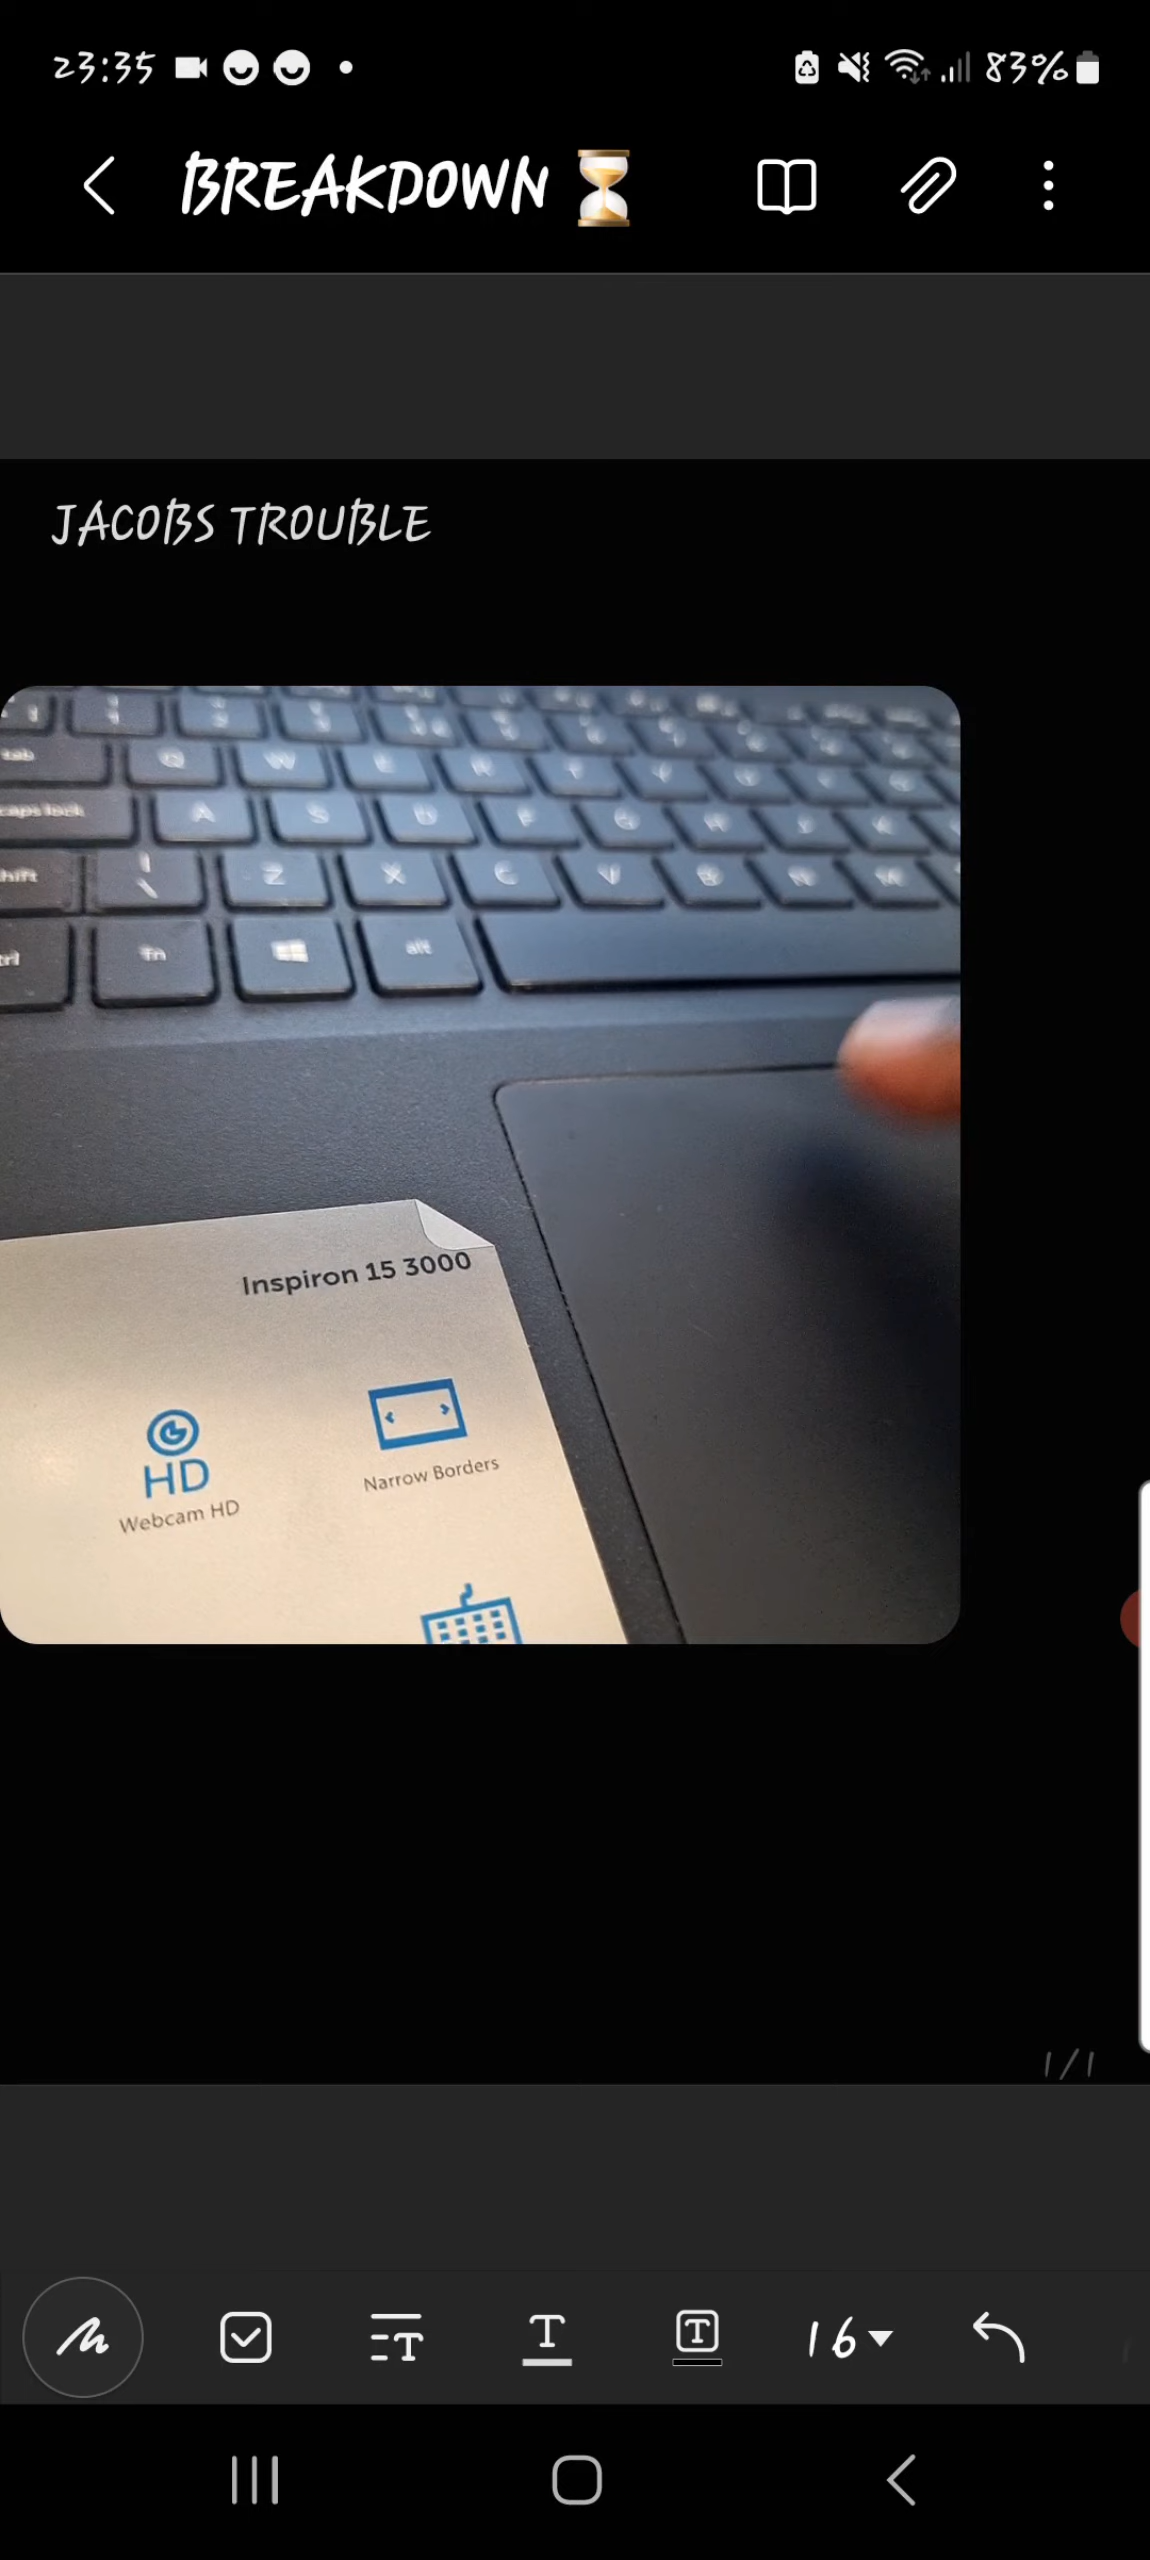 23:35
83%
BREAKDOWN ⏳
JACOBS TROUBLE
tab Q W E R
caps lock A S D F
shift Z X C V B
fn alt
Inspiron 15 3000
HD
Webcam HD
Narrow Borders
1/1
T T T
16